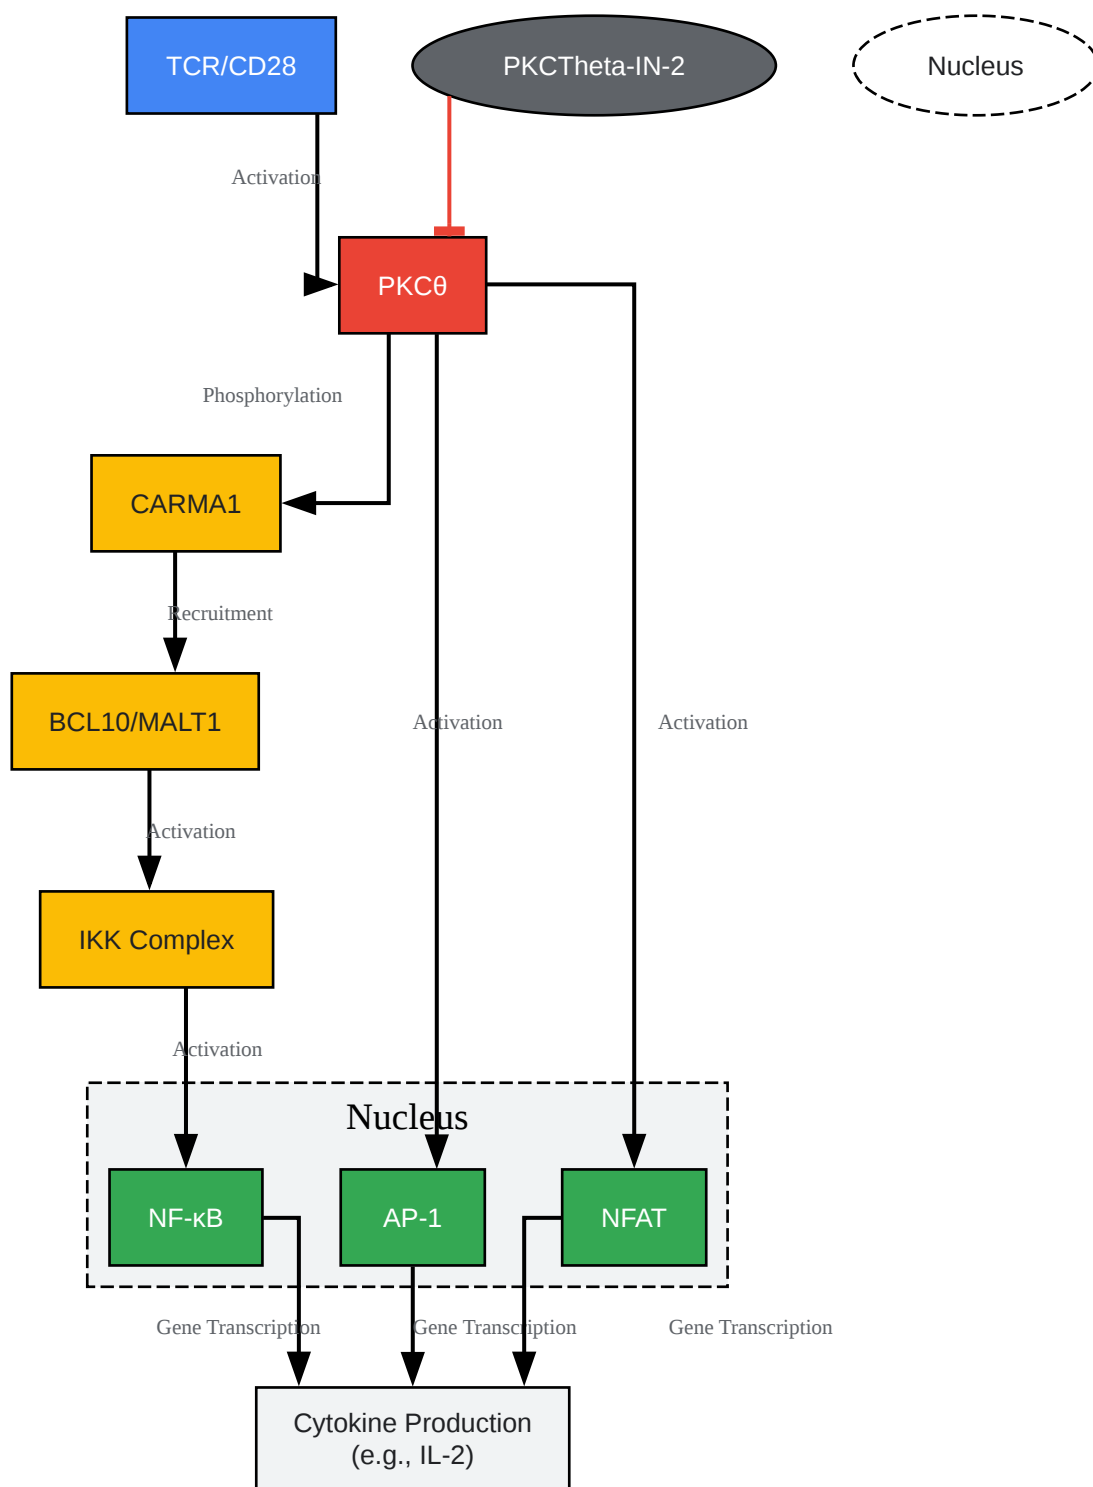 TCR/CD28
PKCTheta-IN-2
Nucleus
Activation
PKCθ
Phosphorylation
CARMA1
Recruitment
BCL10/MALT1
Activation
Activation
Activation
IKK Complex
Activation
Nucleus
NF-κB
AP-1
NFAT
Gene Transcription
Gene Transcription
Gene Transcription
Cytokine Production
(e.g., IL-2)